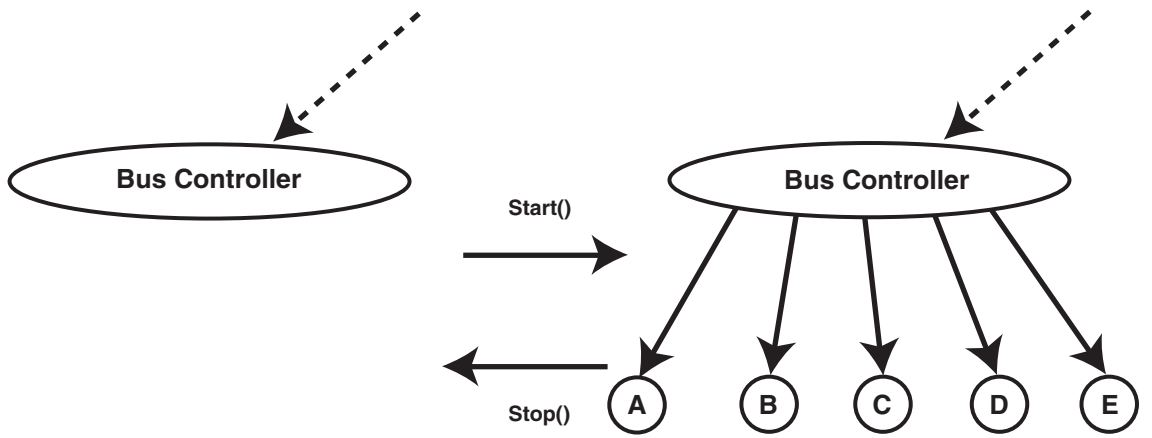 Bus Controller
Bus Controller
Start()
Stop()
A B C D E